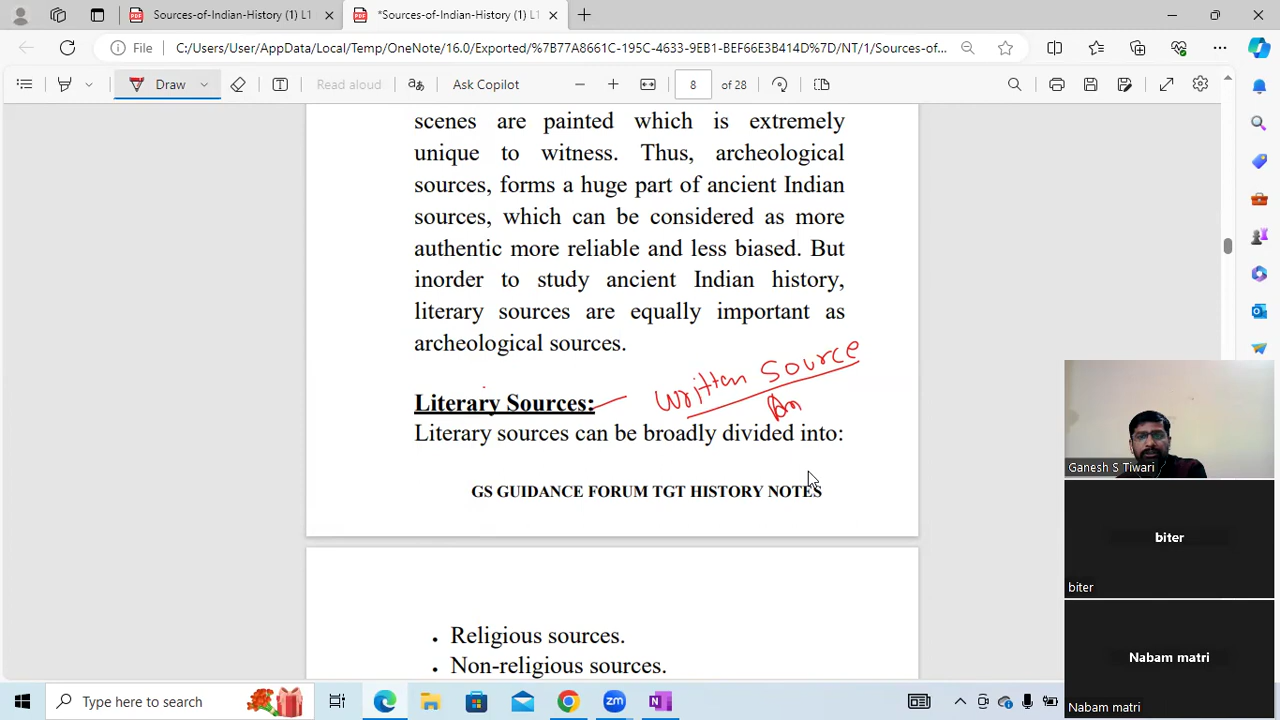 Sources-of-Indian-History (1) L1
*Sources-of-Indian-History (1) L1
File
C:/Users/User/AppData/Local/Temp/OneNote/16.0/Exported/%7B77A8661C-195C-4633-9EB1-BEF66E3B414D%7D/NT/1/Sources-of...
Draw
Read aloud
Ask Copilot
8
of 28
scenes are painted which is extremely
unique to witness. Thus, archeological
sources, forms a huge part of ancient Indian
sources, which can be considered as more
authentic more reliable and less biased. But
inorder to study ancient Indian history,
literary sources are equally important as
archeological sources.
Written Source
Literary Sources:
Literary sources can be broadly divided into:
GS GUIDANCE FORUM TGT HISTORY NOTES
• Religious sources.
• Non-religious sources.
Ganesh S Tiwari
biter
biter
Nabam matri
Nabam matri
Type here to search
zm
N